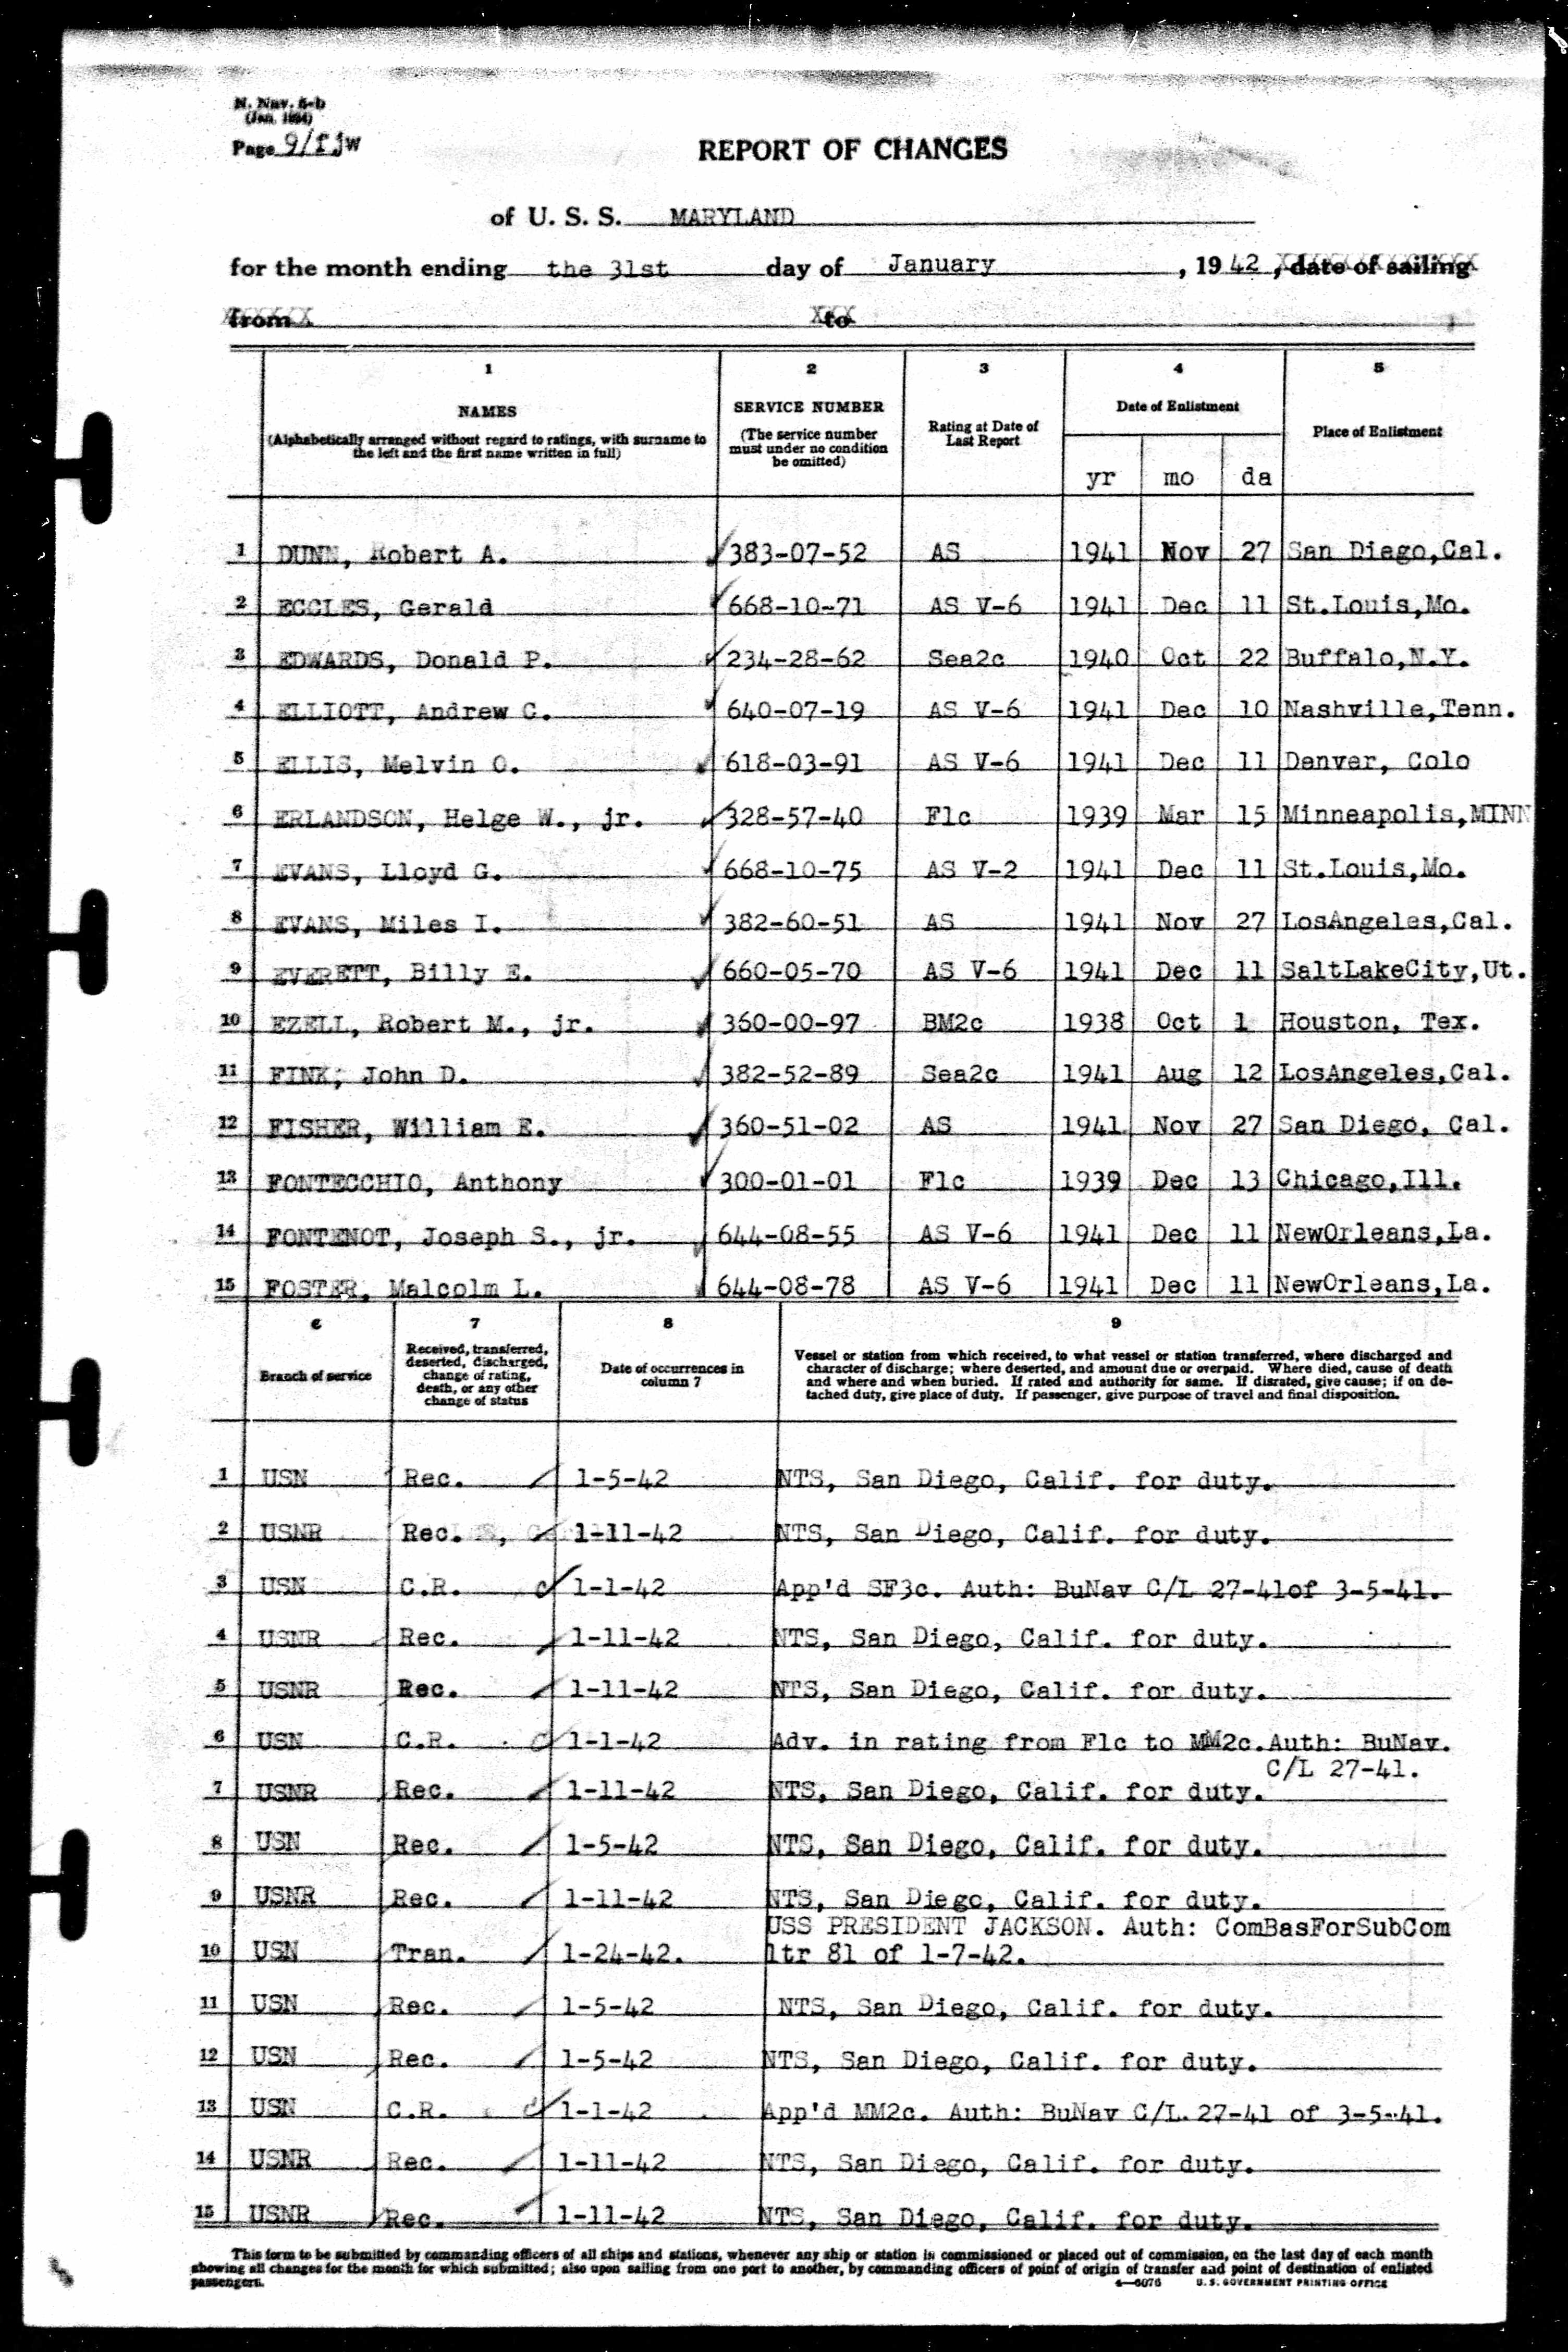 N. Nav. 5-b
(Jan. 1934)
Page 9/fjw
REPORT OF CHANGES
of U. S. S. MARYLAND
for the month ending the 31st day of January, 1942, date of sailing
from to
1 2 3 4 5
NAMES
(Alphabetically arranged without regard to ratings, with surname to
the left and the first name written in full)
SERVICE NUMBER
(The service number
must under no condition
be omitted)
Rating at Date of
Last Report
Date of Enlistment
yr mo da
Place of Enlistment
1 DUNN, Robert A. 383-07-52 AS 1941 Nov 27 San Diego,Cal.
2 ECCLES, Gerald 668-10-71 AS V-6 1941 Dec 11 St.Louis,Mo.
3 EDWARDS, Donald P. 234-28-62 Sea2c 1940 Oct 22 Buffalo,N.Y.
4 ELLIOTT, Andrew C. 640-07-19 AS V-6 1941 Dec 10 Nashville,Tenn.
5 ELLIS, Melvin O. 618-03-91 AS V-6 1941 Dec 11 Denver, Colo
6 ERLANDSON, Helge W., jr. 328-57-40 F1c 1939 Mar 15 Minneapolis,MINN
7 EVANS, Lloyd G. 668-10-75 AS V-2 1941 Dec 11 St.Louis,Mo.
8 EVANS, Miles I. 382-60-51 AS 1941 Nov 27 LosAngeles,Cal.
9 EVERETT, Billy E. 660-05-70 AS V-6 1941 Dec 11 SaltLakeCity,Ut.
10 EZELL, Robert M., jr. 360-00-97 BM2c 1938 Oct 1 Houston, Tex.
11 FINK, John D. 382-52-89 Sea2c 1941 Aug 12 LosAngeles,Cal.
12 FISHER, William E. 360-51-02 AS 1941 Nov 27 San Diego, Cal.
13 FONTECCHIO, Anthony 300-01-01 F1c 1939 Dec 13 Chicago,Ill.
14 FONTENOT, Joseph S., jr. 644-08-55 AS V-6 1941 Dec 11 NewOrleans,La.
15 FOSTER, Malcolm L. 644-08-78 AS V-6 1941 Dec 11 NewOrleans,La.
6 7 8 9
Branch of service
Received, transferred,
deserted, discharged,
change of rating,
death, or any other
change of status
Date of occurrences in
column 7
Vessel or station from which received, to what vessel or station transferred, where discharged and
character of discharge; where deserted, and amount due or overpaid. Where died, cause of death
and where and when buried. If rated and authority for same. If disrated, give cause; if on de-
tached duty, give place of duty. If passenger, give purpose of travel and final disposition.
1 USN Rec. 1-5-42 NTS, San Diego, Calif. for duty.
2 USNR Rec. 1-11-42 NTS, San Diego, Calif. for duty.
3 USN C.R. 1-1-42 App'd SF3c. Auth: BuNav C/L 27-41of 3-5-41.
4 USNR Rec. 1-11-42 NTS, San Diego, Calif. for duty.
5 USNR Rec. 1-11-42 NTS, San Diego, Calif. for duty.
6 USN C.R. 1-1-42 Adv. in rating from F1c to MM2c.Auth: BuNav.
C/L 27-41.
7 USNR Rec. 1-11-42 NTS, San Diego, Calif. for duty.
8 USN Rec. 1-5-42 NTS, San Diego, Calif. for duty.
9 USNR Rec. 1-11-42 NTS, San Diego, Calif. for duty.
USS PRESIDENT JACKSON. Auth: ComBasForSubCom
10 USN Tran. 1-24-42. ltr 81 of 1-7-42.
11 USN Rec. 1-5-42 NTS, San Diego, Calif. for duty.
12 USN Rec. 1-5-42 NTS, San Diego, Calif. for duty.
13 USN C.R. 1-1-42 App'd MM2c. Auth: BuNav C/L 27-41 of 3-5-41.
14 USNR Rec. 1-11-42 NTS, San Diego, Calif. for duty.
15 USNR Rec. 1-11-42 NTS, San Diego, Calif. for duty.
This form to be submitted by commanding officers of all ships and stations, whenever any ship or station is commissioned or placed out of commission, on the last day of each month
showing all changes for the month for which submitted; also upon sailing from one port to another, by commanding officers of point of origin of transfer and point of destination of enlisted
passengers.
4—6076 U. S. GOVERNMENT PRINTING OFFICE